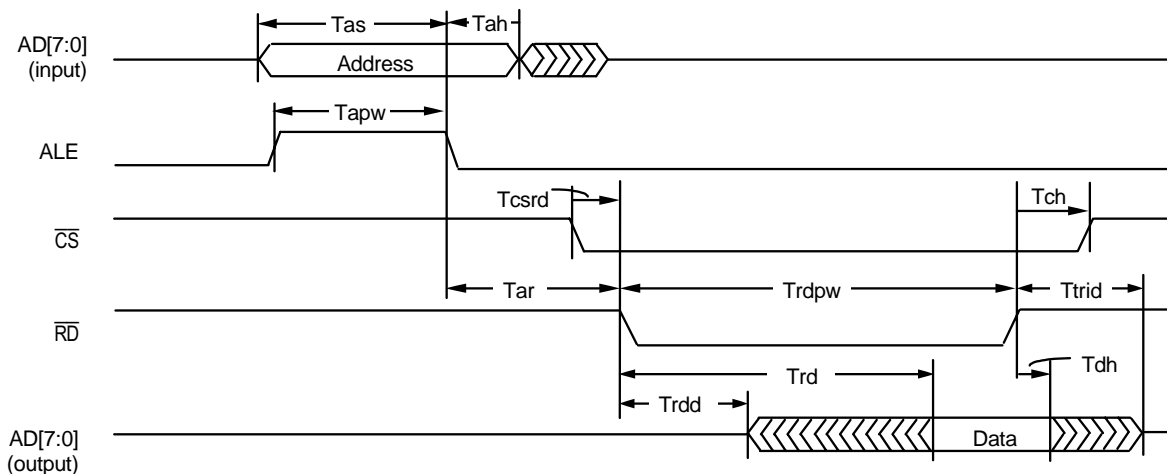 Tas
Tah
AD[7:0]
(input)
Address
Tapw
ALE
Tcsrd
Tch
CS
Tar
Trdpw
Ttrid
RD
Trd
Tdh
Trdd
AD[7:0]
(output)
Data